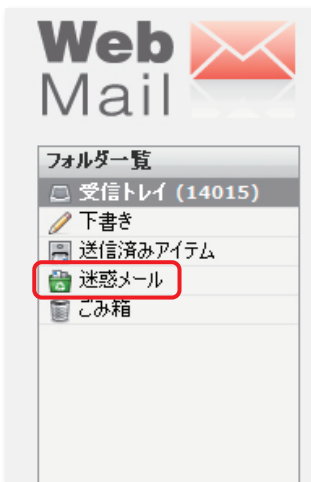 Web
Mail
フォルダ一覧
受信トレイ (14015)
下書き
送信済みアイテム
迷惑メール
ごみ箱